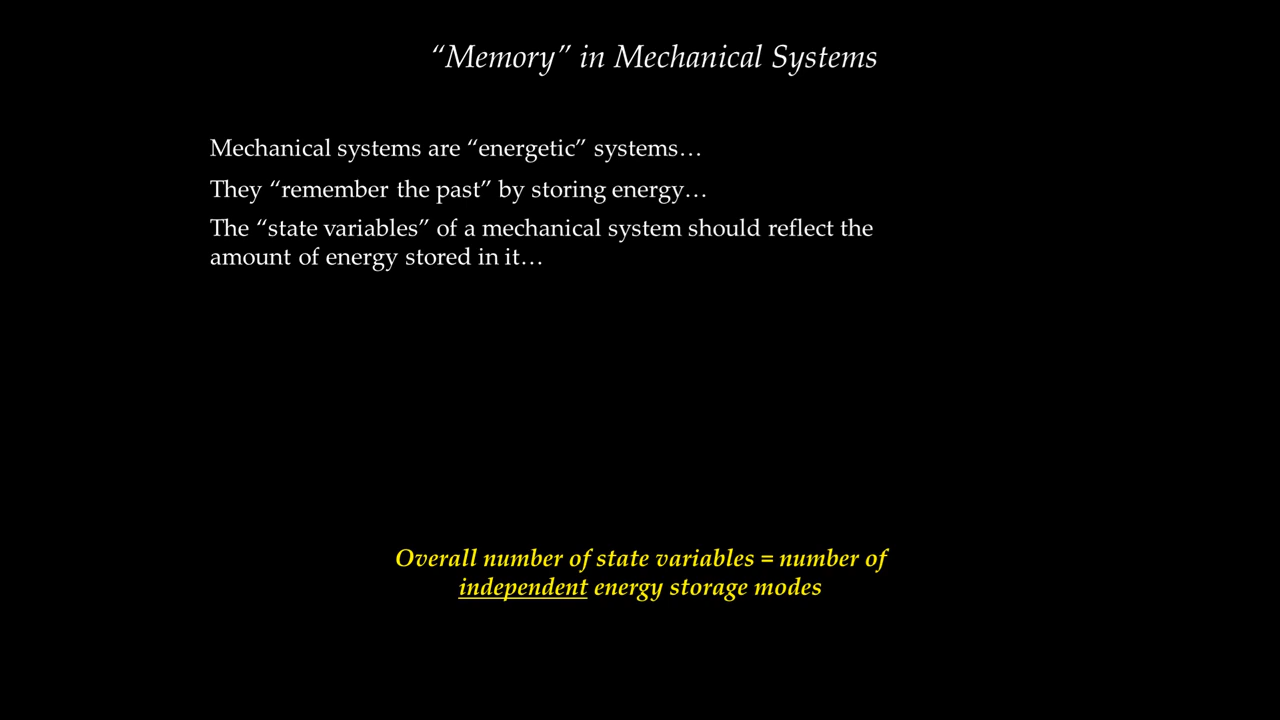 “Memory” in Mechanical Systems
Mechanical systems are “energetic” systems…
They “remember the past” by storing energy…
The “state variables” of a mechanical system should reflect the
amount of energy stored in it…
Overall number of state variables = number of
independent energy storage modes